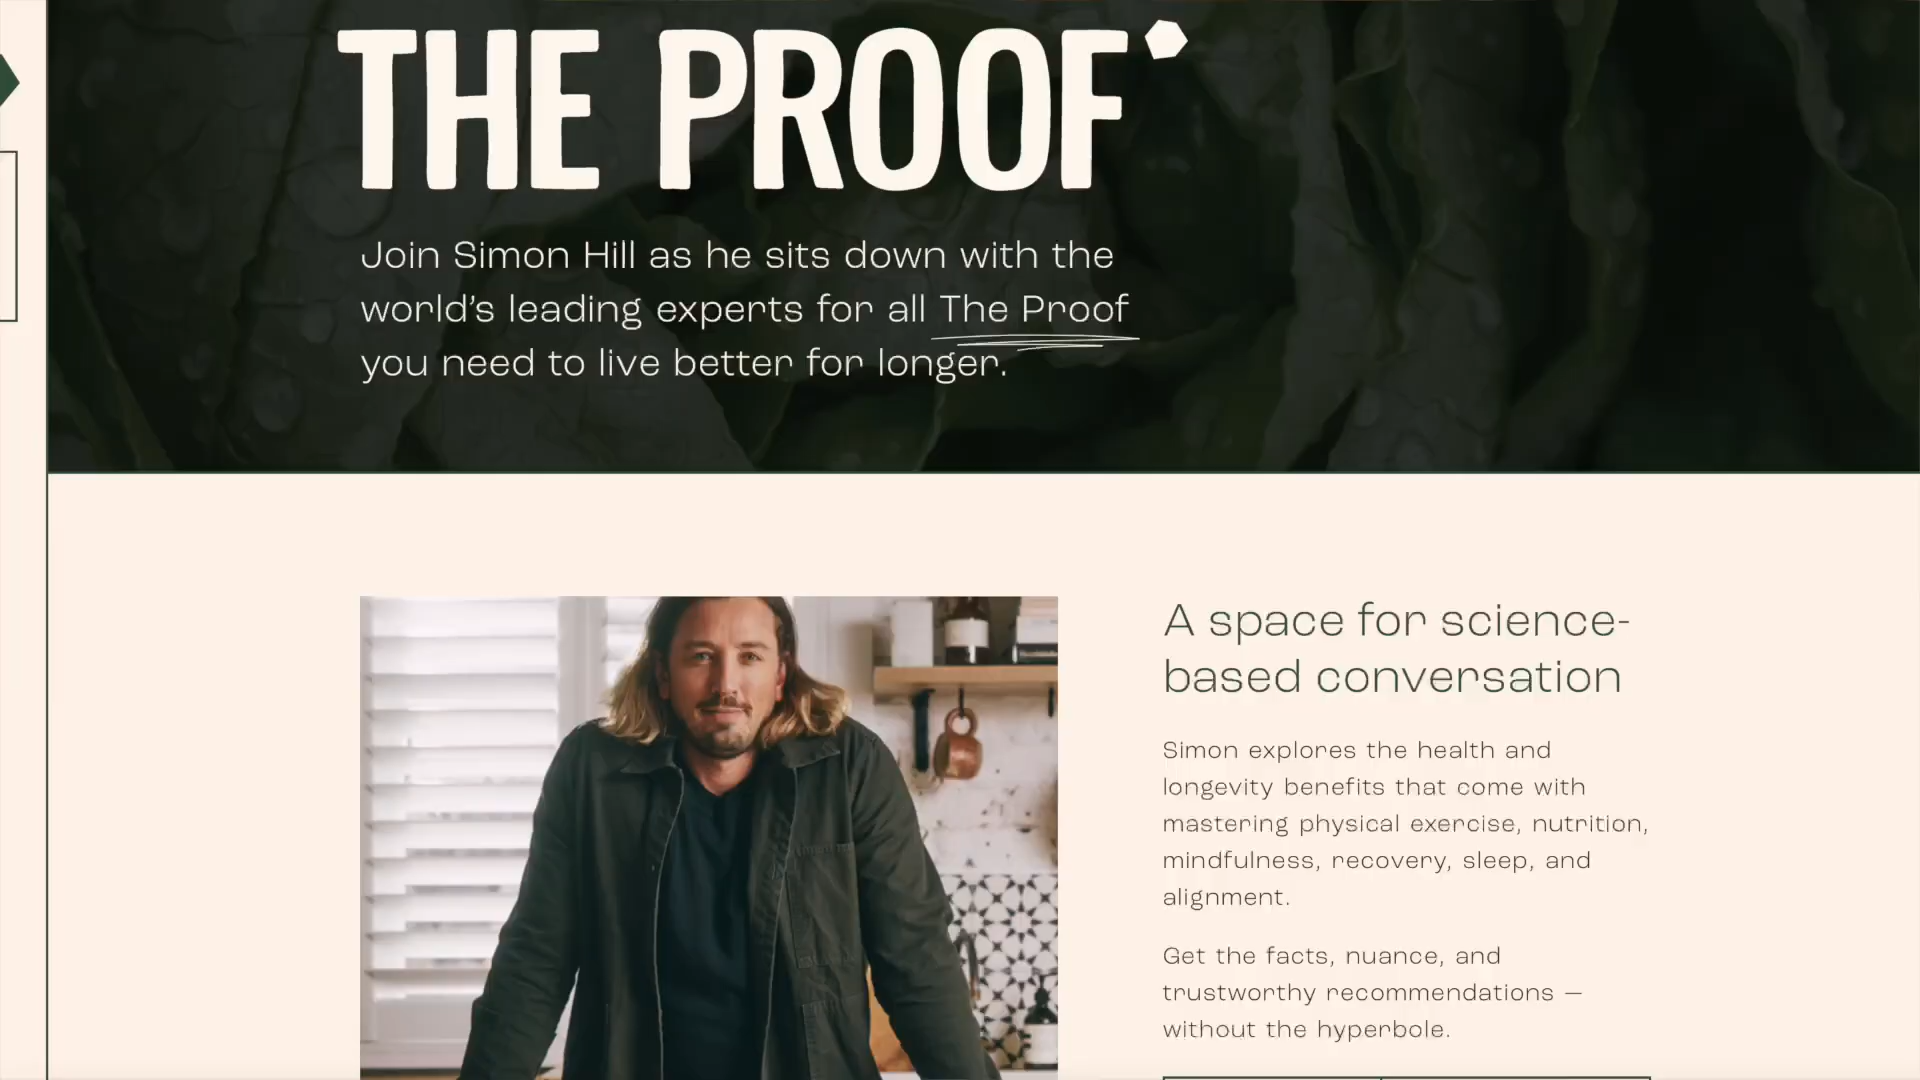 THE PROOF
Join Simon Hill as he sits down with the
world’s leading experts for all The Proof
you need to live better for longer.
A space for science-
based conversation
Simon explores the health and
longevity benefits that come with
mastering physical exercise, nutrition,
mindfulness, recovery, sleep, and
alignment.
Get the facts, nuance, and
trustworthy recommendations —
without the hyperbole.